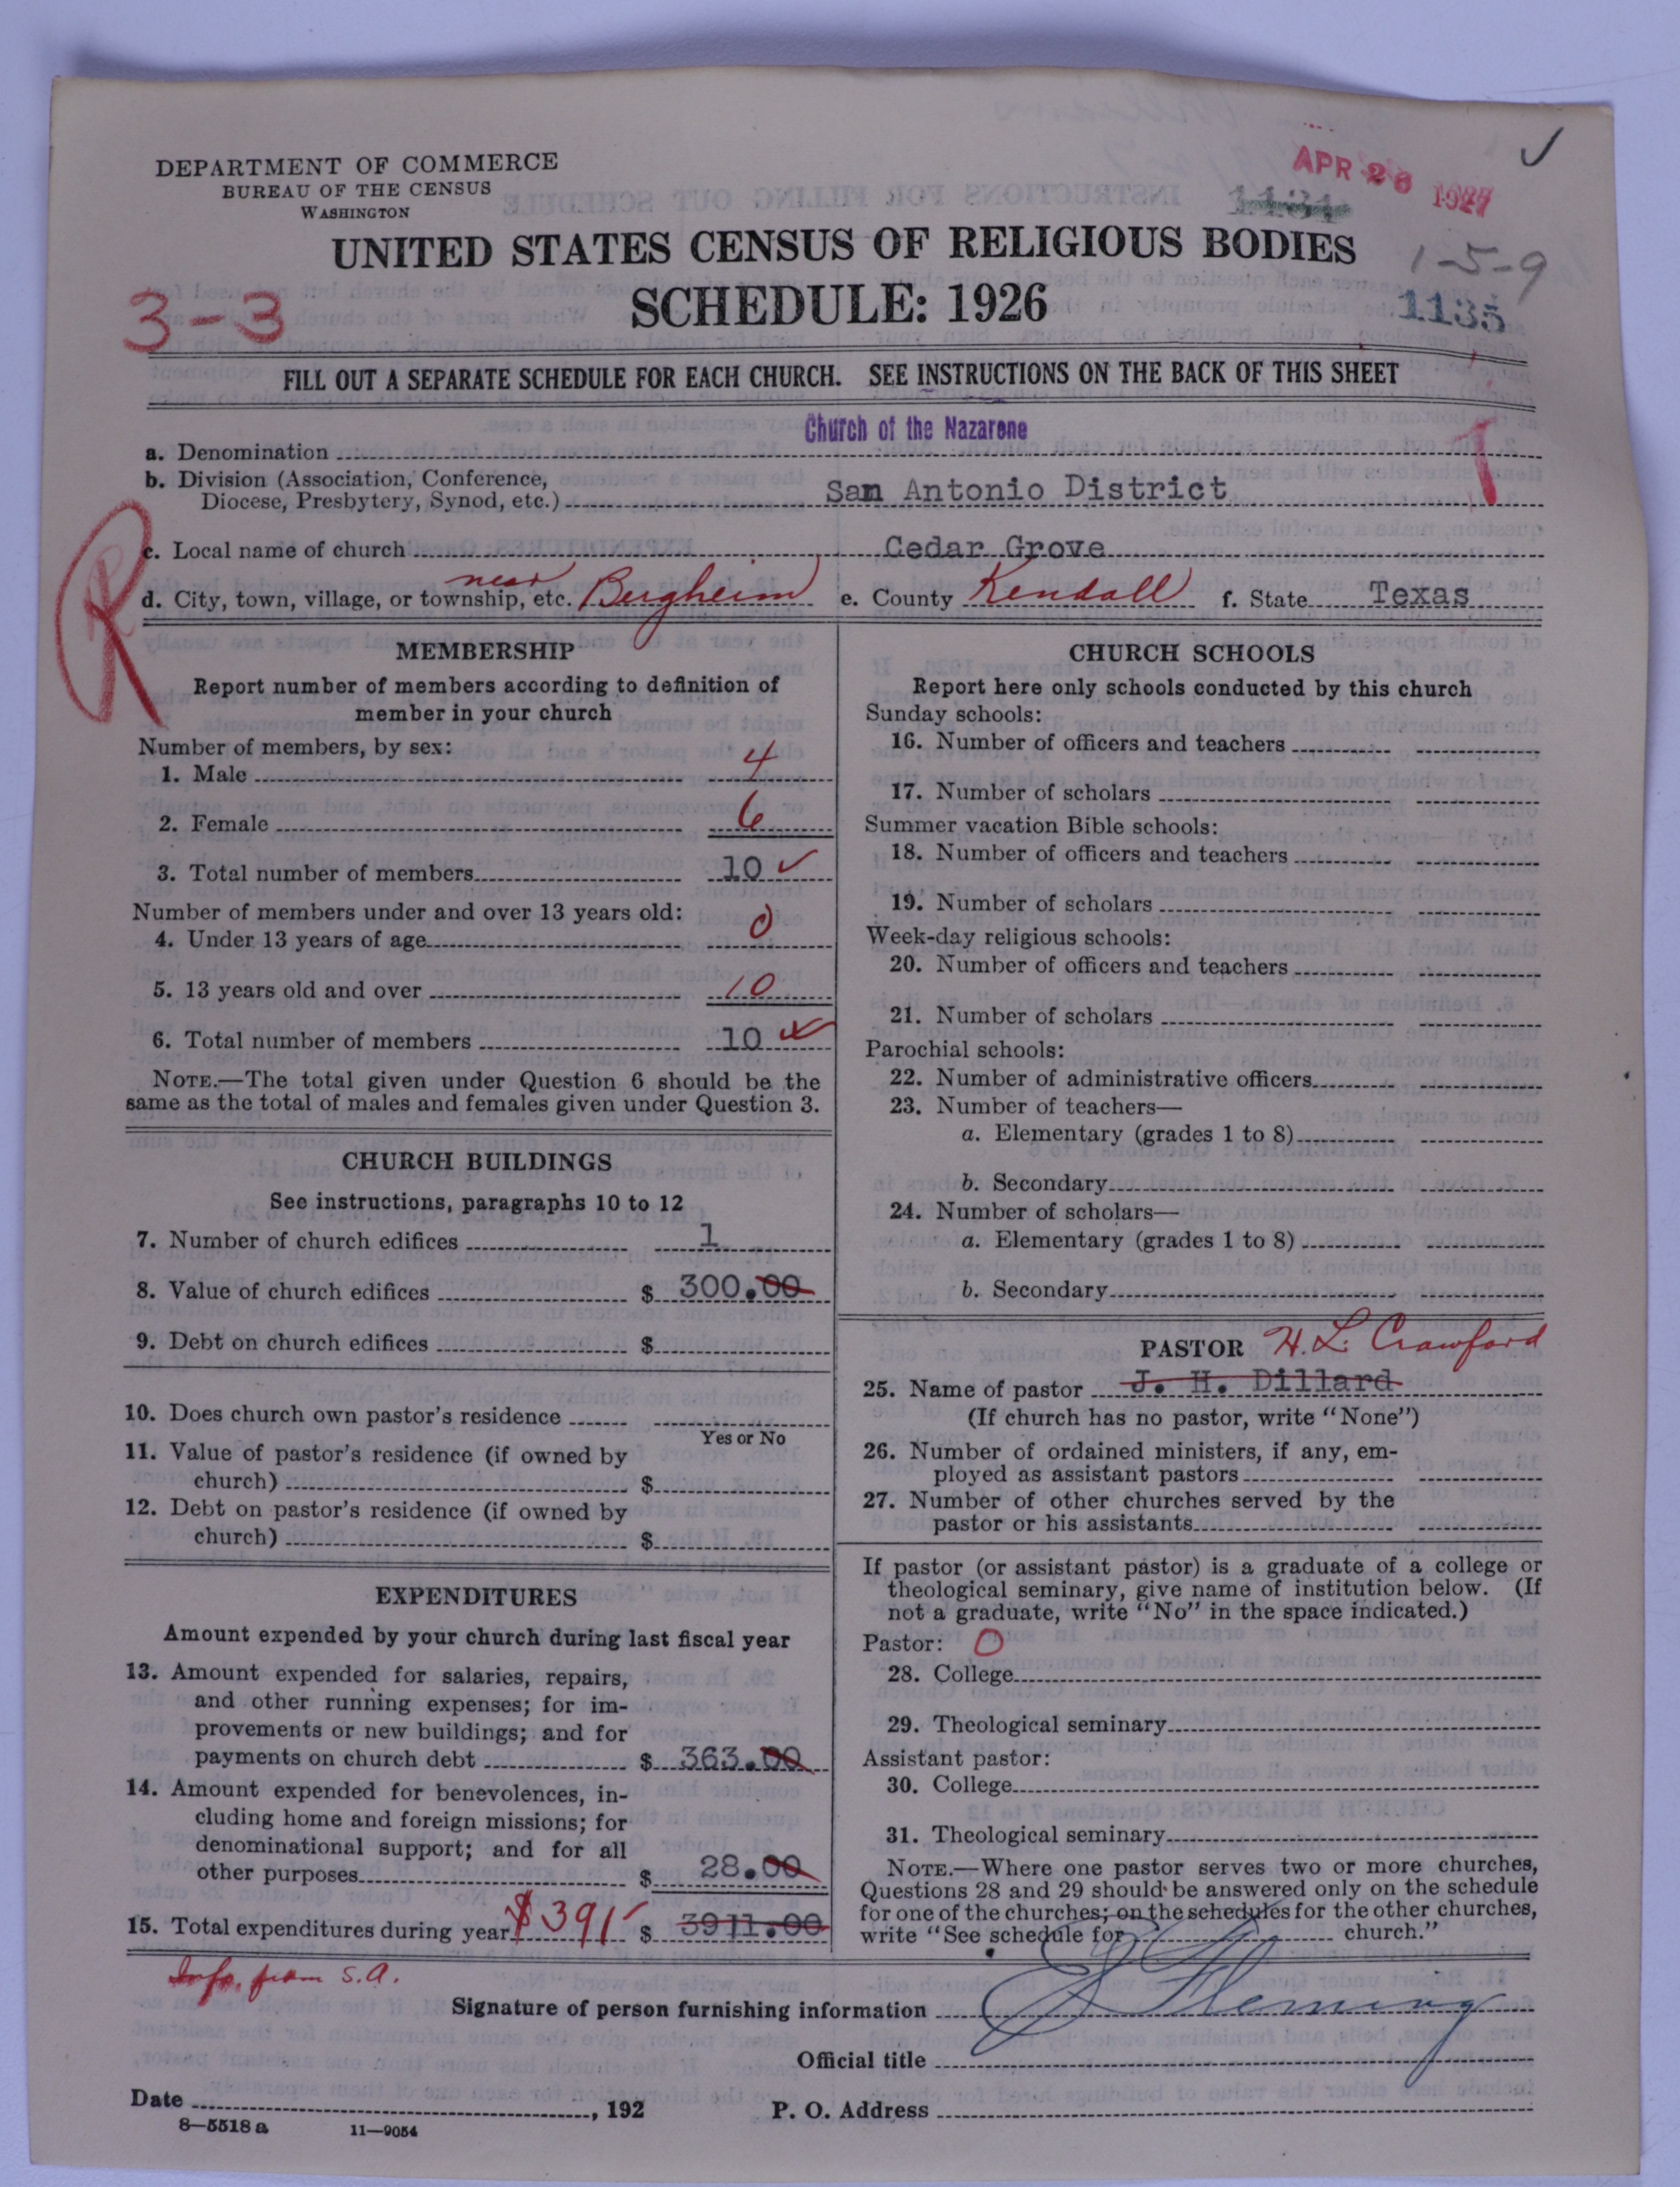 DEPARTMENT OF COMMERCE
BUREAU OF THE CENSUS
WASHINGTON
APR 26 1927
UNITED STATES CENSUS OF RELIGIOUS BODIES
1-5-9
3-3
SCHEDULE: 1926
1135
FILL OUT A SEPARATE SCHEDULE FOR EACH CHURCH. SEE INSTRUCTIONS ON THE BACK OF THIS SHEET
a. Denomination Church of the Nazarene
b. Division (Association, Conference,
Diocese, Presbytery, Synod, etc.) San Antonio District
1
R
c. Local name of church Cedar Grove
d. City, town, village, or township, etc. near Bergheim e. County Kendall f. State Texas
MEMBERSHIP
Report number of members according to definition of
member in your church
Number of members, by sex:
1. Male 4
2. Female 6
3. Total number of members 10 ✓
Number of members under and over 13 years old:
4. Under 13 years of age 0
5. 13 years old and over 10
6. Total number of members 10
NOTE.—The total given under Question 6 should be the
same as the total of males and females given under Question 3.
CHURCH BUILDINGS
See instructions, paragraphs 10 to 12
7. Number of church edifices 1
8. Value of church edifices $ 300.00
9. Debt on church edifices $
10. Does church own pastor's residence
Yes or No
11. Value of pastor's residence (if owned by
church) $
12. Debt on pastor's residence (if owned by
church) $
EXPENDITURES
Amount expended by your church during last fiscal year
13. Amount expended for salaries, repairs,
and other running expenses; for im-
provements or new buildings; and for
payments on church debt $ 363.00
14. Amount expended for benevolences, in-
cluding home and foreign missions; for
denominational support; and for all
other purposes $ 28.00
15. Total expenditures during year $391 $ 3911.00
CHURCH SCHOOLS
Report here only schools conducted by this church
Sunday schools:
16. Number of officers and teachers
17. Number of scholars
Summer vacation Bible schools:
18. Number of officers and teachers
19. Number of scholars
Week-day religious schools:
20. Number of officers and teachers
21. Number of scholars
Parochial schools:
22. Number of administrative officers
23. Number of teachers—
a. Elementary (grades 1 to 8)
b. Secondary
24. Number of scholars—
a. Elementary (grades 1 to 8)
b. Secondary
PASTOR H. L. Crawford
25. Name of pastor J. H. Dillard
(If church has no pastor, write "None")
26. Number of ordained ministers, if any, em-
ployed as assistant pastors
27. Number of other churches served by the
pastor or his assistants
If pastor (or assistant pastor) is a graduate of a college or
theological seminary, give name of institution below. (If
not a graduate, write "No" in the space indicated.)
Pastor: 0
28. College
29. Theological seminary
Assistant pastor:
30. College
31. Theological seminary
NOTE.—Where one pastor serves two or more churches,
Questions 28 and 29 should be answered only on the schedule
for one of the churches; on the schedules for the other churches,
write "See schedule for church."
Info. from S.A.
Signature of person furnishing information Fleming
Official title
Date , 192 P. O. Address
8—5518 a 11—9054